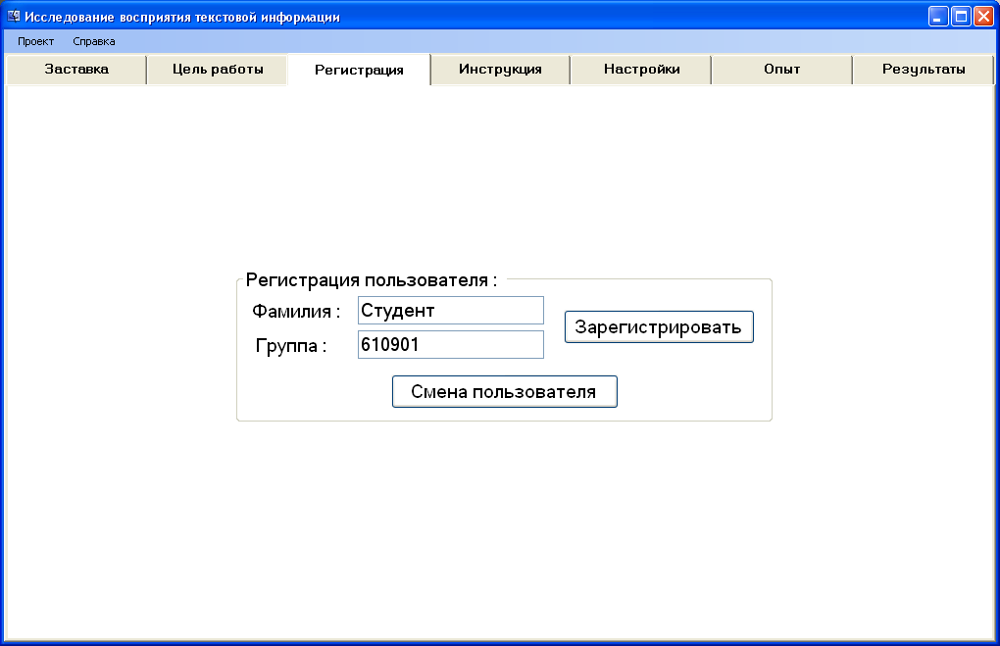 Исследование восприятия текстовой информации
Проект Справка
Заставка Цель работы Регистрация Инструкция Настройки Опыт Результаты
Регистрация пользователя :
Фамилия : Студент
Зарегистрировать
Группа : 610901
Смена пользователя